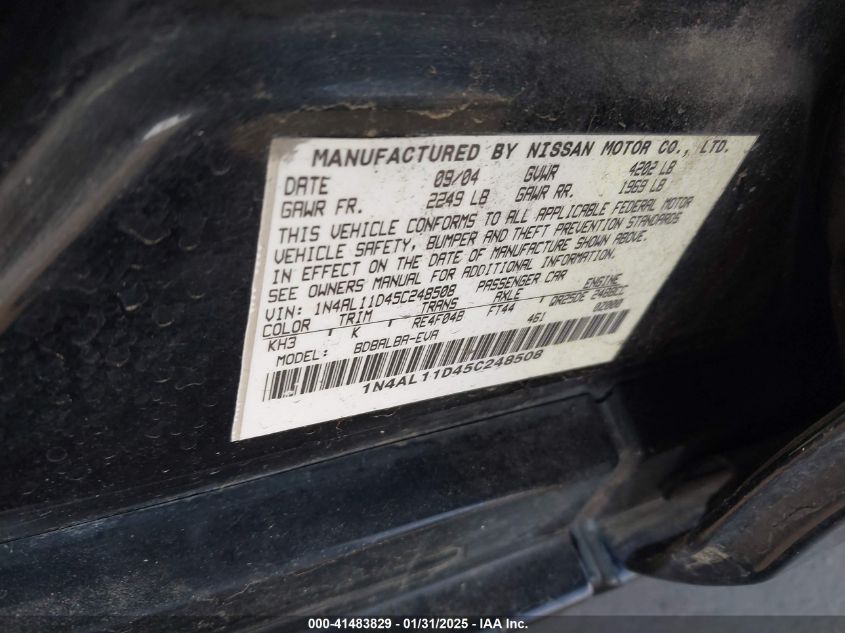 MANUFACTURED BY NISSAN MOTOR CO., LTD.
DATE 09/04 GVWR 4202 LB
GAWR FR. 2249 LB GAWR RR. 1969 LB
THIS VEHICLE CONFORMS TO ALL APPLICABLE FEDERAL MOTOR
VEHICLE SAFETY, BUMPER AND THEFT PREVENTION STANDARDS
IN EFFECT ON THE DATE OF MANUFACTURE SHOWN ABOVE.
SEE OWNERS MANUAL FOR ADDITIONAL INFORMATION.
VIN: 1N4AL11D45C248508 PASSENGER CAR
COLOR TRIM TRANS AXLE ENGINE
KH3 K RE4F04B FT44 QR25DE 2488CC
MODEL: BDBALBA-EVA 461 02000
1N4AL11D45C248508
000-41483829 - 01/31/2025 - IAA Inc.